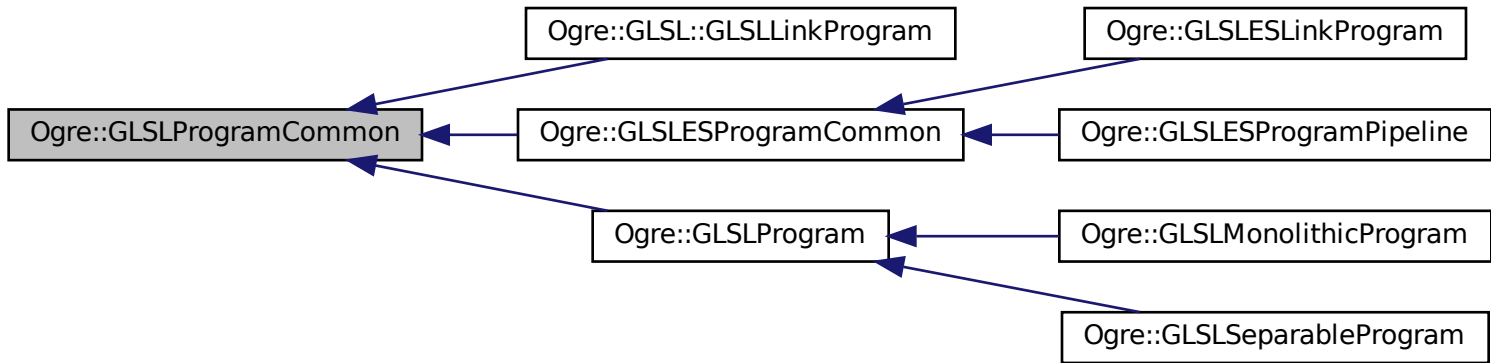 Ogre::GLSL::GLSLLinkProgram
Ogre::GLSLESLinkProgram
Ogre::GLSLProgramCommon
Ogre::GLSLESProgramCommon
Ogre::GLSLESProgramPipeline
Ogre::GLSLProgram
Ogre::GLSLMonolithicProgram
Ogre::GLSLSeparableProgram